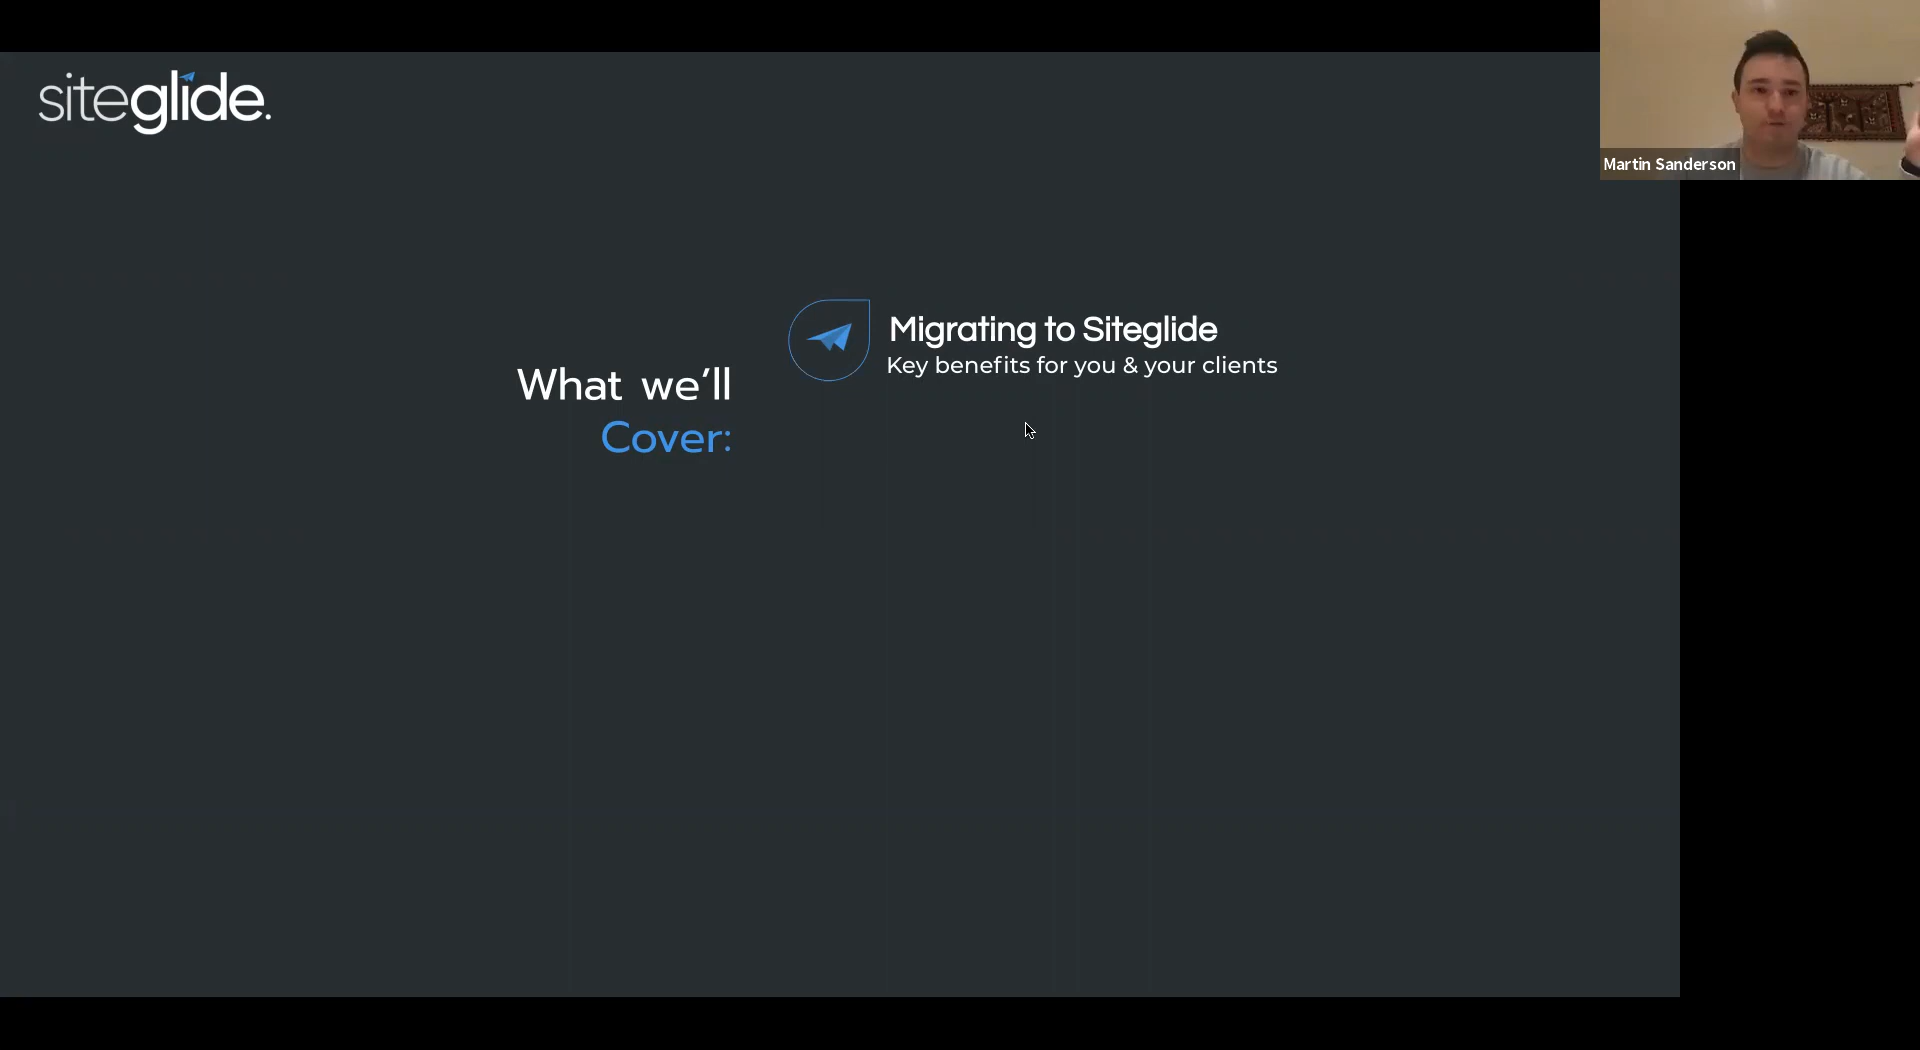 siteglide.
Martin Sanderson
Migrating to Siteglide
Key benefits for you & your clients
What we’ll
Cover: